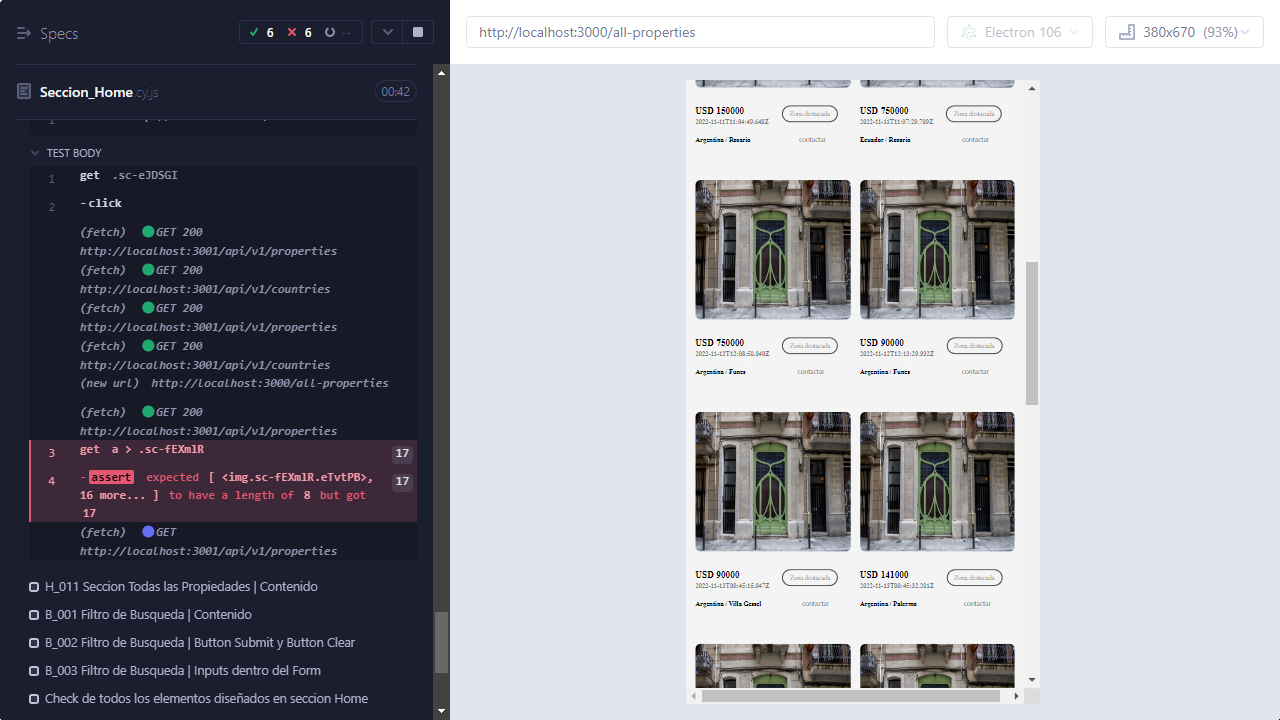 Specs
6
6
--
http://localhost:3000/all-properties
Electron 106
380x670 (93%)
Seccion_Home.cy.js
00:42
1
TEST BODY
1 get .sc-eJDSGI
2 -click
(fetch) GET 200
http://localhost:3001/api/v1/properties
(fetch) GET 200
http://localhost:3001/api/v1/countries
(fetch) GET 200
http://localhost:3001/api/v1/properties
(fetch) GET 200
http://localhost:3001/api/v1/countries
(new url) http://localhost:3000/all-properties
(fetch) GET 200
http://localhost:3001/api/v1/properties
3 get a > .sc-fEXmlR 17
4 -assert expected [ <img.sc-fEXmlR.eTvtPB>, 17
16 more... ] to have a length of 8 but got
17
(fetch) GET
http://localhost:3001/api/v1/properties
H_011 Seccion Todas las Propiedades | Contenido
B_001 Filtro de Busqueda | Contenido
B_002 Filtro de Busqueda | Button Submit y Button Clear
B_003 Filtro de Busqueda | Inputs dentro del Form
Check de todos los elementos diseñados en seccion Home
USD 150000 Zona destacada
2022-11-11T11:04:49.648Z
Argentina / Rosario contactar
USD 750000 Zona destacada
2022-11-11T11:07:29.709Z
Ecuador / Rosario contactar
USD 750000 Zona destacada
2022-11-12T12:08:50.040Z
Argentina / Funes contactar
USD 90000 Zona destacada
2022-11-12T12:13:29.932Z
Argentina / Funes contactar
USD 90000 Zona destacada
2022-11-13T00:45:15.047Z
Argentina / Villa Gessel contactar
USD 141000 Zona destacada
2022-11-13T00:45:32.201Z
Argentina / Palermo contactar